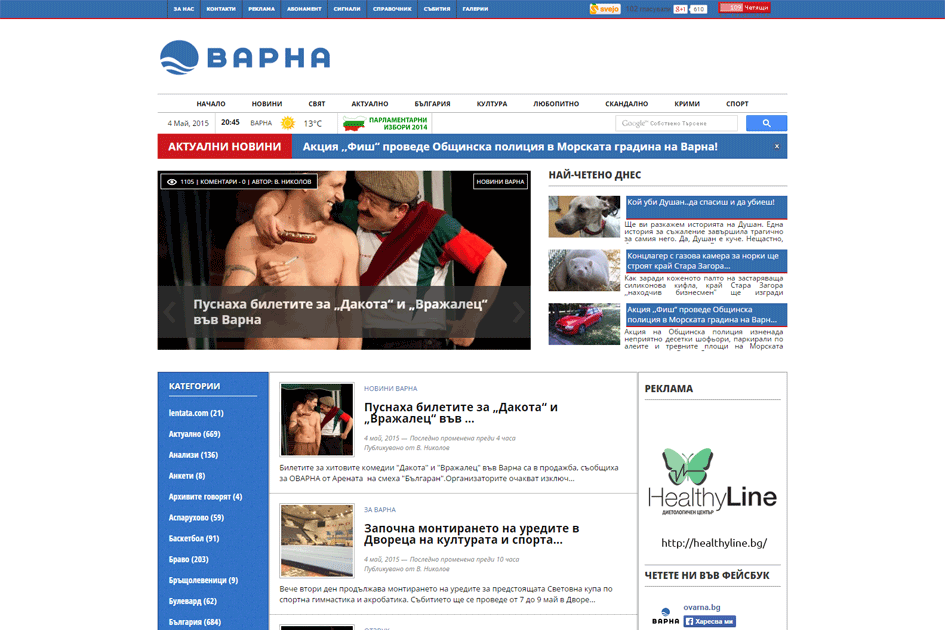 ЗА НАС КОНТАКТИ РЕКЛАМА АБОНАМЕНТ СИГНАЛИ СПРАВОЧНИК СЪБИТИЯ ГАЛЕРИИ
svejo
g+1 610
109 Четящи
ВАРНА
НАЧАЛО НОВИНИ СВЯТ АКТУАЛНО БЪЛГАРИЯ КУЛТУРА ЛЮБОПИТНО СКАНДАЛНО КРИМИ СПОРТ
4 Май, 2015 20:45 ВАРНА 13°C
ПАРЛАМЕНТАРНИ
ИЗБОРИ 2014
Google Собствено Търсене
АКТУАЛНИ НОВИНИ Акция „Фиш“ проведе Общинска полиция в Морската градина на Варна! x
1105 | КОМЕНТАРИ - 0 | АВТОР: В. НИКОЛОВ
НОВИНИ ВАРНА
Пуснаха билетите за „Дакота“ и „Вражалец“
във Варна
НАЙ-ЧЕТЕНО ДНЕС
Кой уби Душан..да спасиш и да убиеш!
Ще ви разкажем историята на Душан. Една
история за съжаление завършила трагично
за самия него. Да, Душан е куче. Нещастно,
Концлагер с газова камера за норки ще
строят край Стара Загора...
Как заради коженото палто на застаряваща
силиконова кифла, край Стара Загора
„находчив бизнесмен“ ще изгради
Акция „Фиш“ проведе Общинска
полиция в Морската градина на Варн...
Акция на Общинска полиция изненада
неприятно десетки шофьори, паркирали по
алеите и тревните площи на Морската
КАТЕГОРИИ
lentata.com (21)
Актуално (669)
Анализи (136)
Анкети (8)
Архивите говорят (4)
Аспарухово (59)
Баскетбол (91)
Браво (203)
Бръщолевеници (9)
Булевард (62)
България (684)
НОВИНИ ВАРНА
Пуснаха билетите за „Дакота“ и
„Вражалец“ във ...
4 май, 2015 — Последно променена преди 4 часа
Публикувано от В. Николов
Билетите за хитовите комедии "Дакота" и "Вражалец" във Варна са в продажба, съобщиха
за ОВАРНА от Арената на смеха "Българан".Организаторите очакват изключ...
ЗА ВАРНА
Започна монтирането на уредите в
Двореца на културата и спорта...
4 май, 2015 — Последно променена преди 10 часа
Публикувано от В. Николов
Вече втори ден продължава монтирането на уредите за предстоящата Световна купа по
спортна гимнастика и акробатика. Събитието ще се проведе от 7 до 9 май в Дворе...
РЕКЛАМА
HealthyLine
ДИЕТОЛОГИЧЕН ЦЕНТЪР
http://healthyline.bg/
ЧЕТЕТЕ НИ ВЪВ ФЕЙСБУК
ВАРНА
ovarna.bg
Харесва ми